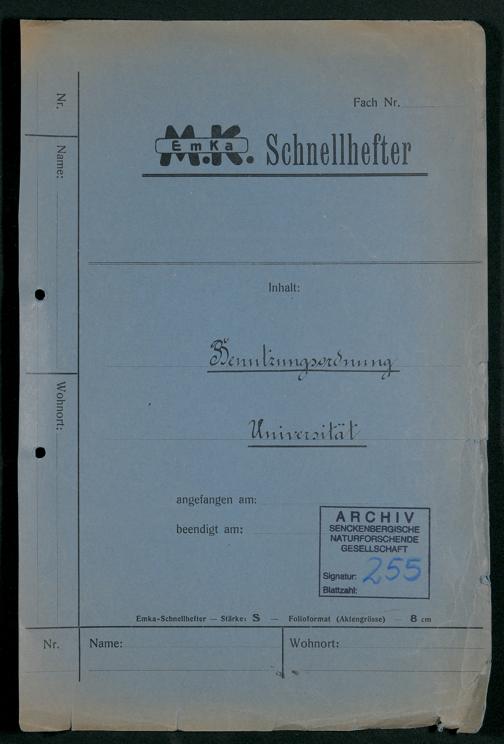 Fach Nr.
M.K.
EmKa
Schnellhefter
Inhalt:
Benutzungsordnung
Universität
angefangen am:
beendigt am:
ARCHIV
SENCKENBERGISCHE
NATURFORSCHENDE
GESELLSCHAFT
Signatur: 255
Blattzahl:
Emka-Schnellhefter — Stärke: S — Folioformat (Aktengrösse) — 8 cm
Nr.
Name:
Wohnort:
Nr.
Name:
Wohnort: